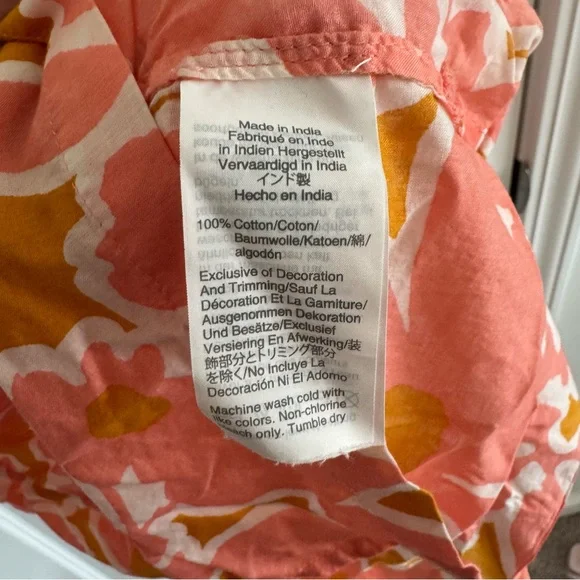 Made in India
Fabriqué en Inde
in Indien Hergestellt
Vervaardigd in India
インド製
Hecho en India
100% Cotton/Coton/
Baumwolle/Katoen/綿/
algodón
Exclusive of Decoration
And Trimming/Sauf La
Décoration Et La Garniture/
Ausgenommen Dekoration
Und Besätze/Exclusief
Versiering En Afwerking/装
飾部分とトリミング部分
を除く/No Incluye La
Decoración Ni El Adorno
Machine wash cold with
like colors. Non-chlorine
bleach only. Tumble dry